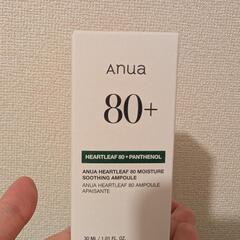 Anua
80+
HEARTLEAF 80 + PANTHENOL
ANUA HEARTLEAF 80 MOISTURE
SOOTHING AMPOULE
ANUA HEARTLEAF 80 AMPOULE
APAISANTE
30 ML / 1.01 FL. OZ.